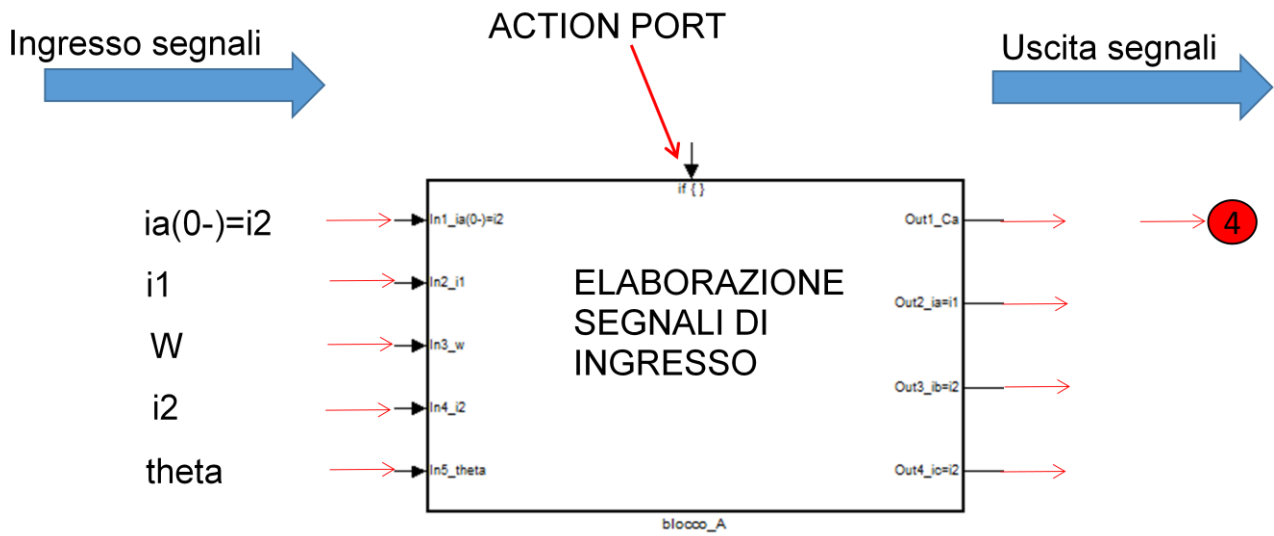 ACTION PORT
Ingresso segnali
Uscita segnali
if { }
ia(0-)=i2
In1_ia(0-)=i2
Out1_Ca
4
i1
In2_i1
ELABORAZIONE
SEGNALI DI
INGRESSO
Out2_ia=i1
W
In3_w
Out3_ib=i2
i2
In4_i2
theta
In5_theta
Out4_ic=i2
blocco_A